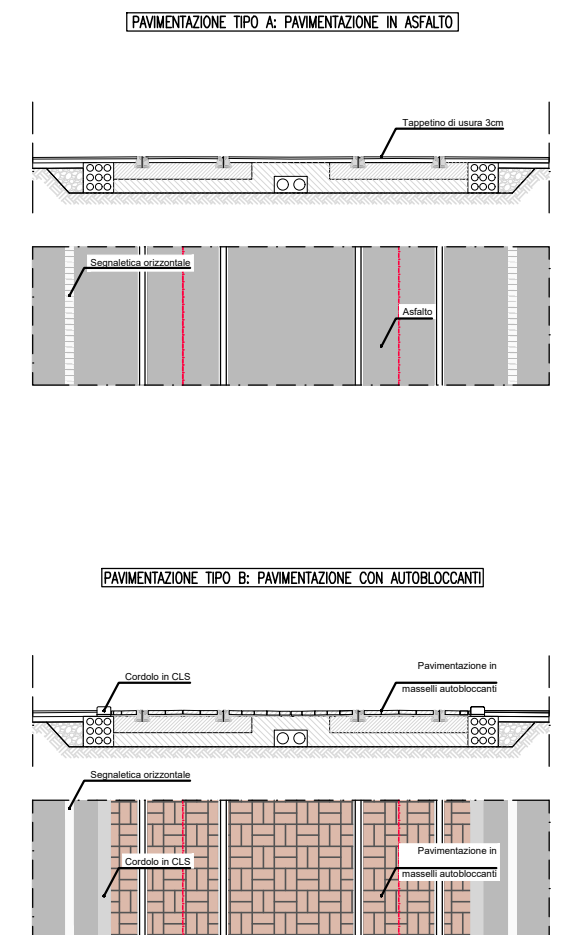 PAVIMENTAZIONE TIPO A: PAVIMENTAZIONE IN ASFALTO
Tappetino di usura 3cm
Segnaletica orizzontale
Asfalto
PAVIMENTAZIONE TIPO B: PAVIMENTAZIONE CON AUTOBLOCCANTI
Cordolo in CLS
Pavimentazione in
masselli autobloccanti
Segnaletica orizzontale
Cordolo in CLS
Pavimentazione in
masselli autobloccanti